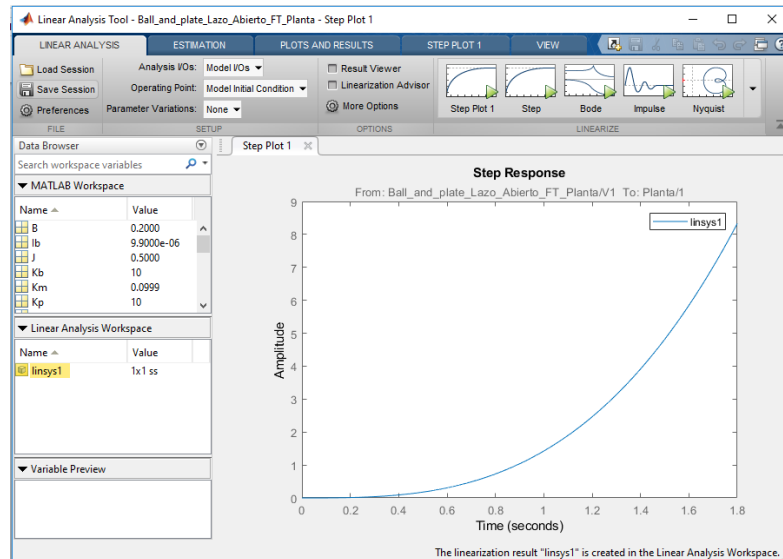 Linear Analysis Tool - Ball_and_plate_Lazo_Abierto_FT_Planta - Step Plot 1
LINEAR ANALYSIS ESTIMATION PLOTS AND RESULTS STEP PLOT 1 VIEW
Load Session
Save Session
Preferences
FILE
Analysis I/Os: Model I/Os
Operating Point: Model Initial Condition
Parameter Variations: None
SETUP
Result Viewer
Linearization Advisor
More Options
OPTIONS
Step Plot 1 Step Bode Impulse Nyquist
LINEARIZE
Data Browser
Search workspace variables
MATLAB Workspace
Name Value
B 0.2000
Ib 9.9000e-06
J 0.5000
Kb 10
Km 0.0999
Kp 10
Linear Analysis Workspace
Name Value
linsys1 1x1 ss
Variable Preview
Step Plot 1
Step Response
From: Ball_and_plate_Lazo_Abierto_FT_Planta/V1 To: Planta/1
linsys1
9
8
7
6
5
4
3
2
1
0
Amplitude
0 0.2 0.4 0.6 0.8 1 1.2 1.4 1.6 1.8
Time (seconds)
The linearization result "linsys1" is created in the Linear Analysis Workspace.